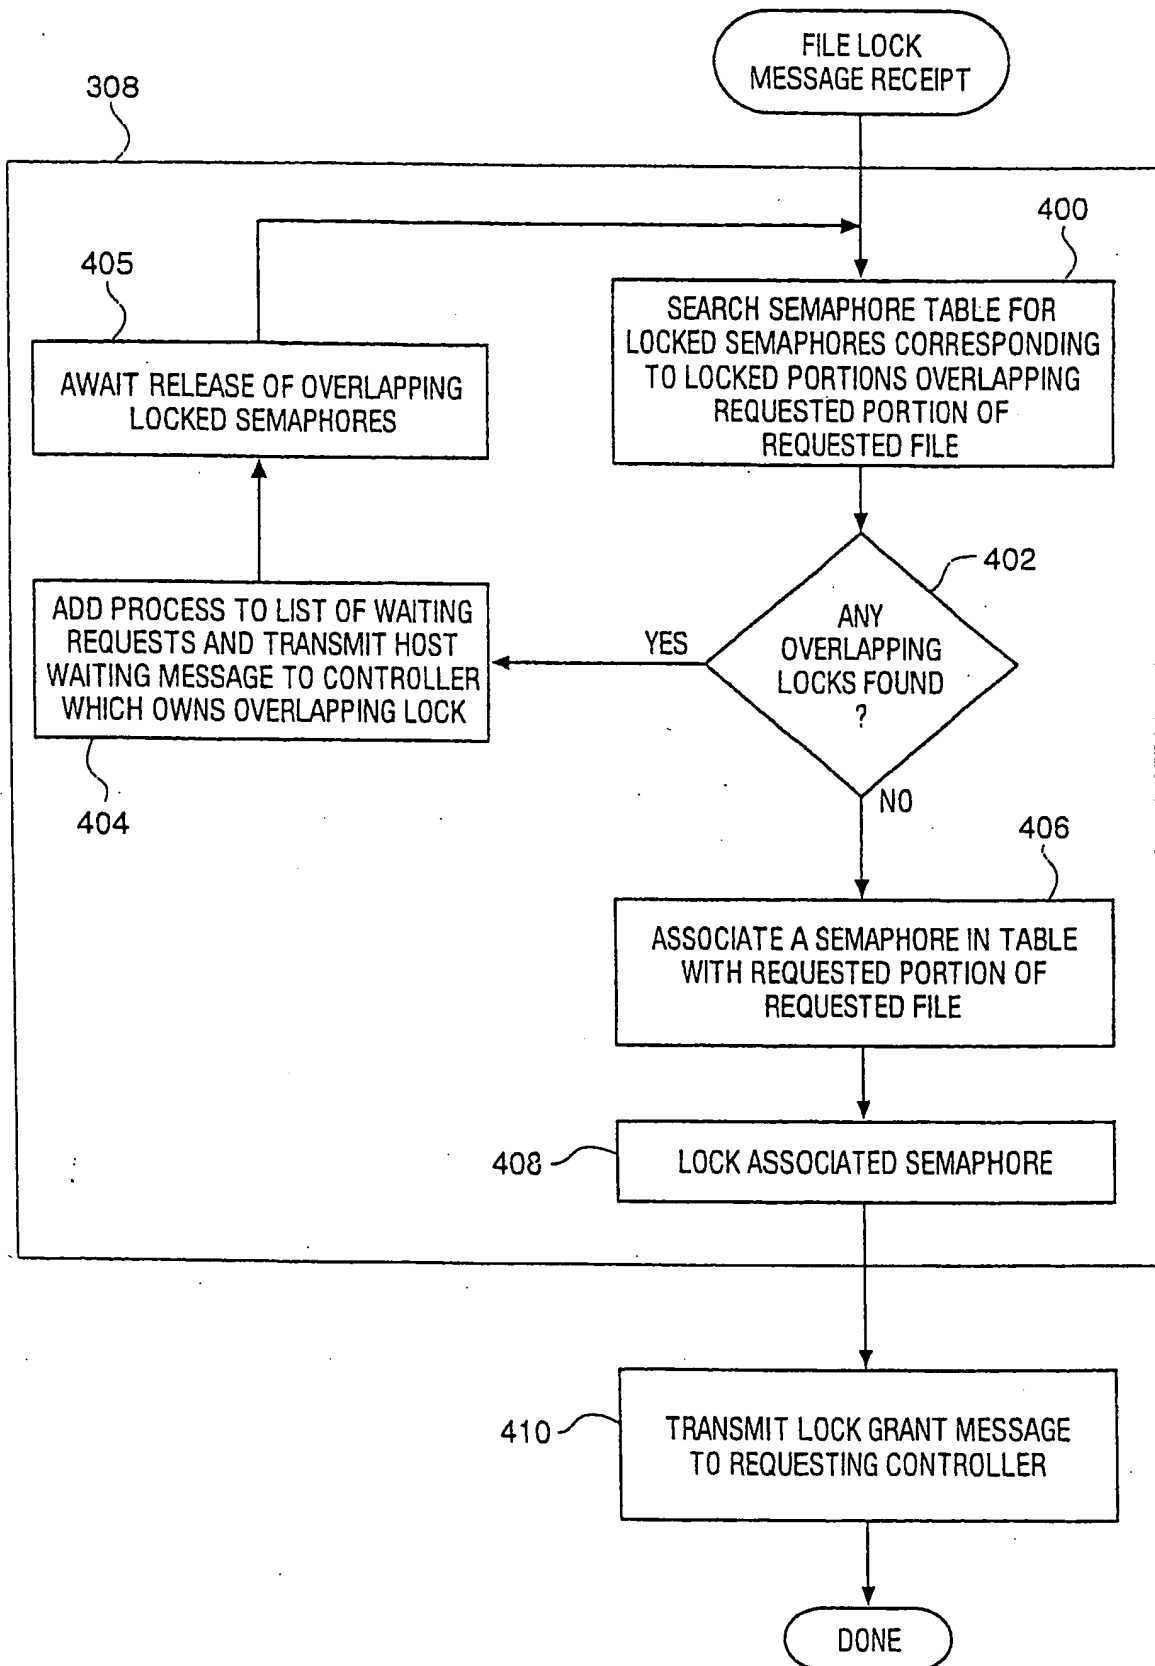 FILE LOCK
MESSAGE RECEIPT
308
400
405
SEARCH SEMAPHORE TABLE FOR
LOCKED SEMAPHORES CORRESPONDING
TO LOCKED PORTIONS OVERLAPPING
REQUESTED PORTION OF
REQUESTED FILE
AWAIT RELEASE OF OVERLAPPING
LOCKED SEMAPHORES
402
ANY
OVERLAPPING
LOCKS FOUND
?
YES
ADD PROCESS TO LIST OF WAITING
REQUESTS AND TRANSMIT HOST
WAITING MESSAGE TO CONTROLLER
WHICH OWNS OVERLAPPING LOCK
404
NO
406
ASSOCIATE A SEMAPHORE IN TABLE
WITH REQUESTED PORTION OF
REQUESTED FILE
408
LOCK ASSOCIATED SEMAPHORE
410
TRANSMIT LOCK GRANT MESSAGE
TO REQUESTING CONTROLLER
DONE